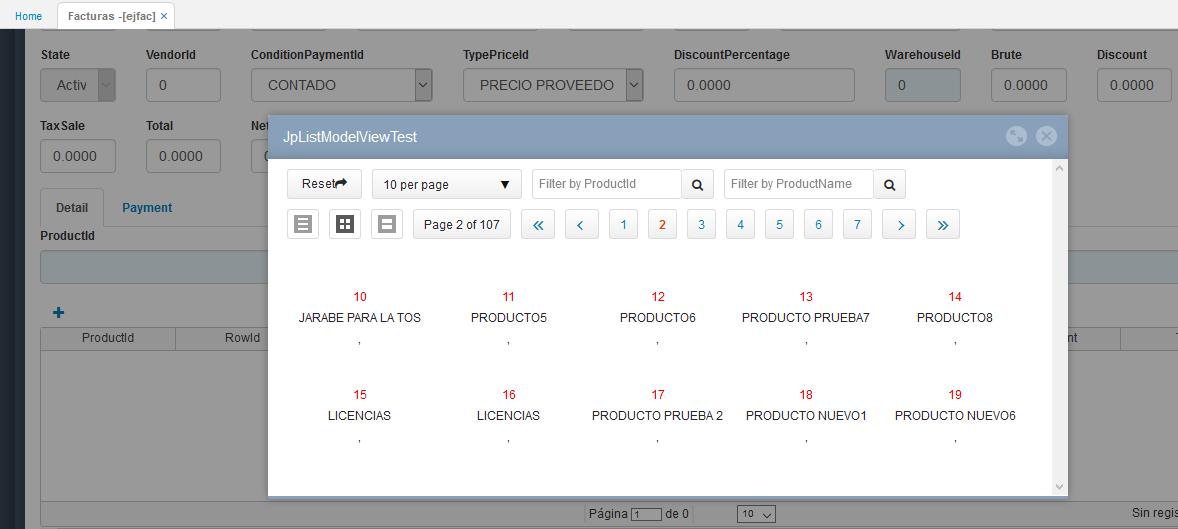 Home Facturas -[ejfac] ×
State VendorId ConditionPaymentId TypePriceId DiscountPercentage WarehouseId Brute Discount
Activ 0 CONTADO PRECIO PROVEEDO 0.0000 0 0.0000 0.0000
TaxSale Total Net
0.0000 0.0000
JpListModelViewTest
Reset 10 per page Filter by ProductId Filter by ProductName
Page 2 of 107 « ‹ 1 2 3 4 5 6 7 › »
Detail Payment
ProductId
10 11 12 13 14
JARABE PARA LA TOS PRODUCTO5 PRODUCTO6 PRODUCTO PRUEBA7 PRODUCTO8
, , , , ,
ProductId RowId
15 16 17 18 19
LICENCIAS LICENCIAS PRODUCTO PRUEBA 2 PRODUCTO NUEVO1 PRODUCTO NUEVO6
, , , , ,
Página 1 de 0 10 Sin regis